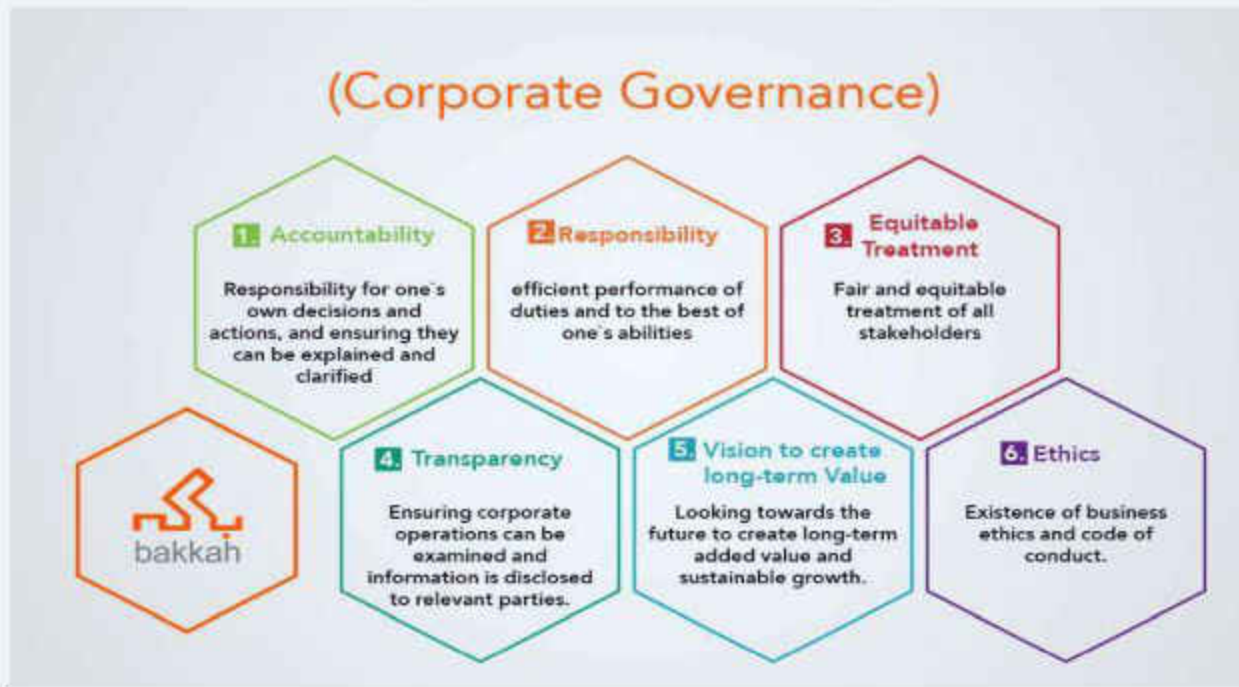 (Corporate Governance)
1. Accountability
Responsibility for one`s
own decisions and
actions, and ensuring they
can be explained and
clarified
2. Responsibility
efficient performance of
duties and to the best of
one`s abilities
3. Equitable
Treatment
Fair and equitable
treatment of all
stakeholders
bakkah
4. Transparency
Ensuring corporate
operations can be
examined and
information is disclosed
to relevant parties.
5. Vision to create
long-term Value
Looking towards the
future to create long-term
added value and
sustainable growth.
6. Ethics
Existence of business
ethics and code of
conduct.